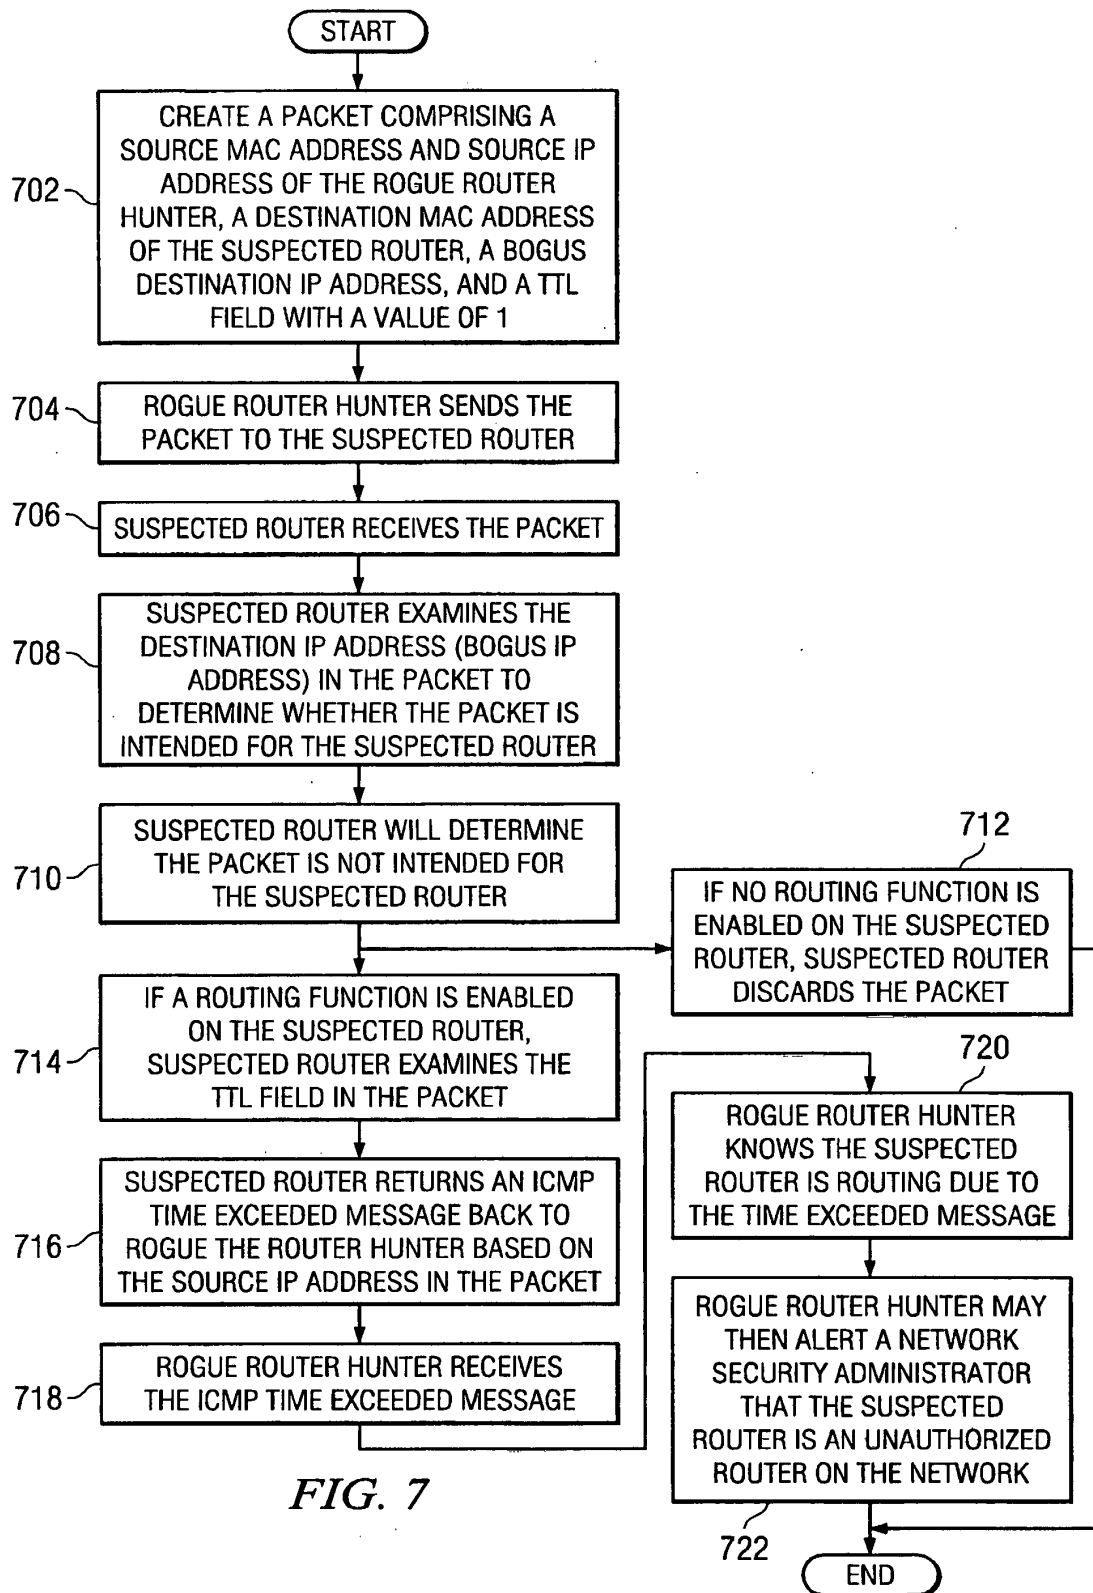 START
702
CREATE A PACKET COMPRISING A
SOURCE MAC ADDRESS AND SOURCE IP
ADDRESS OF THE ROGUE ROUTER
HUNTER, A DESTINATION MAC ADDRESS
OF THE SUSPECTED ROUTER, A BOGUS
DESTINATION IP ADDRESS, AND A TTL
FIELD WITH A VALUE OF 1
704
ROGUE ROUTER HUNTER SENDS THE
PACKET TO THE SUSPECTED ROUTER
706
SUSPECTED ROUTER RECEIVES THE PACKET
708
SUSPECTED ROUTER EXAMINES THE
DESTINATION IP ADDRESS (BOGUS IP
ADDRESS) IN THE PACKET TO
DETERMINE WHETHER THE PACKET IS
INTENDED FOR THE SUSPECTED ROUTER
710
SUSPECTED ROUTER WILL DETERMINE
THE PACKET IS NOT INTENDED FOR
THE SUSPECTED ROUTER
712
IF NO ROUTING FUNCTION IS
ENABLED ON THE SUSPECTED
ROUTER, SUSPECTED ROUTER
DISCARDS THE PACKET
714
IF A ROUTING FUNCTION IS ENABLED
ON THE SUSPECTED ROUTER,
SUSPECTED ROUTER EXAMINES THE
TTL FIELD IN THE PACKET
716
SUSPECTED ROUTER RETURNS AN ICMP
TIME EXCEEDED MESSAGE BACK TO
ROGUE THE ROUTER HUNTER BASED ON
THE SOURCE IP ADDRESS IN THE PACKET
718
ROGUE ROUTER HUNTER RECEIVES
THE ICMP TIME EXCEEDED MESSAGE
720
ROGUE ROUTER HUNTER
KNOWS THE SUSPECTED
ROUTER IS ROUTING DUE TO
THE TIME EXCEEDED MESSAGE
ROGUE ROUTER HUNTER MAY
THEN ALERT A NETWORK
SECURITY ADMINISTRATOR
THAT THE SUSPECTED
ROUTER IS AN UNAUTHORIZED
ROUTER ON THE NETWORK
722
END
FIG. 7